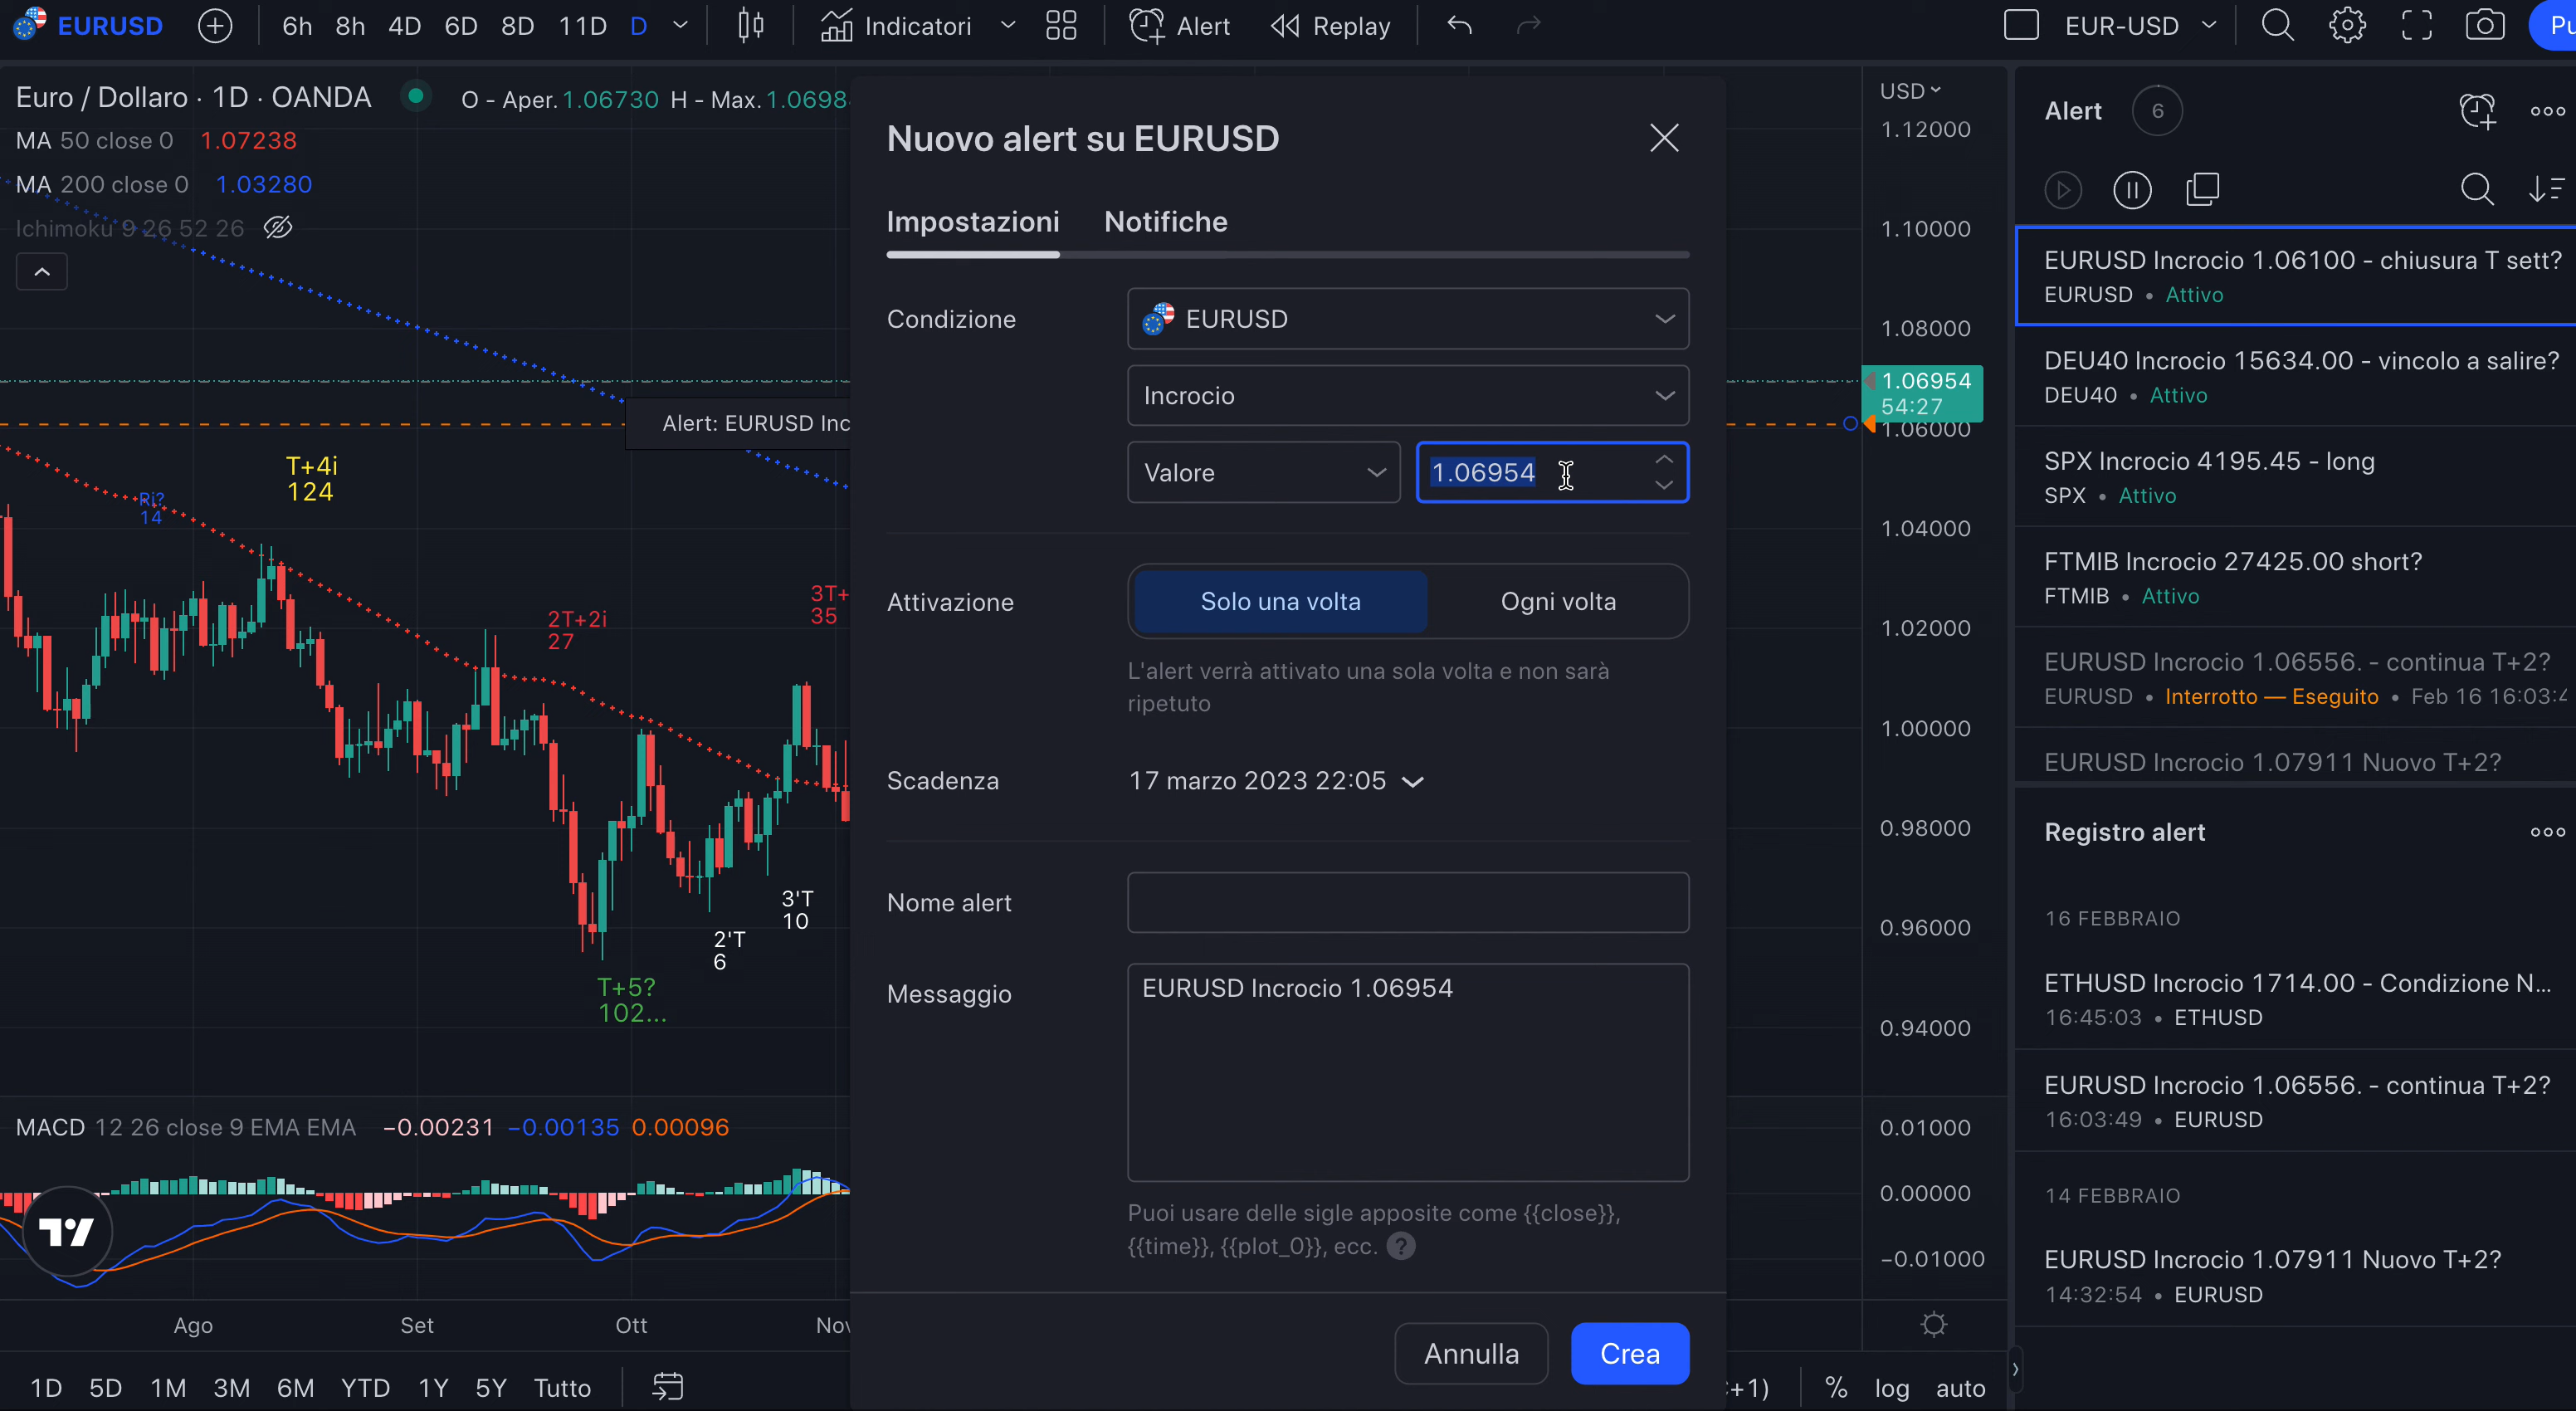 EURUSD 6h 8h 4D 6D 8D 11D D Indicatori Alert Replay EUR-USD
Euro / Dollaro · 1D · OANDA O - Aper.1.06730 H - Max.1.0698
MA 50 close 0 1.07238
MA 200 close 0 1.03280
Ichimoku 9 26 52 26
Alert: EURUSD Inc
T+4i
124
Ri?
14
2T+2i
27
3T+
35
3'T
10
2'T
6
T+5?
102...
MACD 12 26 close 9 EMA EMA −0.00231 −0.00135 0.00096
Ago Set Ott Nov
1D 5D 1M 3M 6M YTD 1Y 5Y Tutto
Nuovo alert su EURUSD
Impostazioni Notifiche
Condizione EURUSD
Incrocio
Valore 1.06954
Attivazione Solo una volta Ogni volta
L'alert verrà attivato una sola volta e non sarà
ripetuto
Scadenza 17 marzo 2023 22:05
Nome alert
Messaggio EURUSD Incrocio 1.06954
Puoi usare delle sigle apposite come {{close}},
{{time}}, {{plot_0}}, ecc. ?
Annulla Crea
USD
1.12000
1.10000
1.08000
1.06954
54:27
1.06000
1.04000
1.02000
1.00000
0.98000
0.96000
0.94000
0.01000
0.00000
−0.01000
+1) % log auto
Alert 6
EURUSD Incrocio 1.06100 - chiusura T sett?
EURUSD • Attivo
DEU40 Incrocio 15634.00 - vincolo a salire?
DEU40 • Attivo
SPX Incrocio 4195.45 - long
SPX • Attivo
FTMIB Incrocio 27425.00 short?
FTMIB • Attivo
EURUSD Incrocio 1.06556. - continua T+2?
EURUSD • Interrotto — Eseguito • Feb 16 16:03:4
EURUSD Incrocio 1.07911 Nuovo T+2?
Registro alert
16 FEBBRAIO
ETHUSD Incrocio 1714.00 - Condizione N...
16:45:03 • ETHUSD
EURUSD Incrocio 1.06556. - continua T+2?
16:03:49 • EURUSD
14 FEBBRAIO
EURUSD Incrocio 1.07911 Nuovo T+2?
14:32:54 • EURUSD